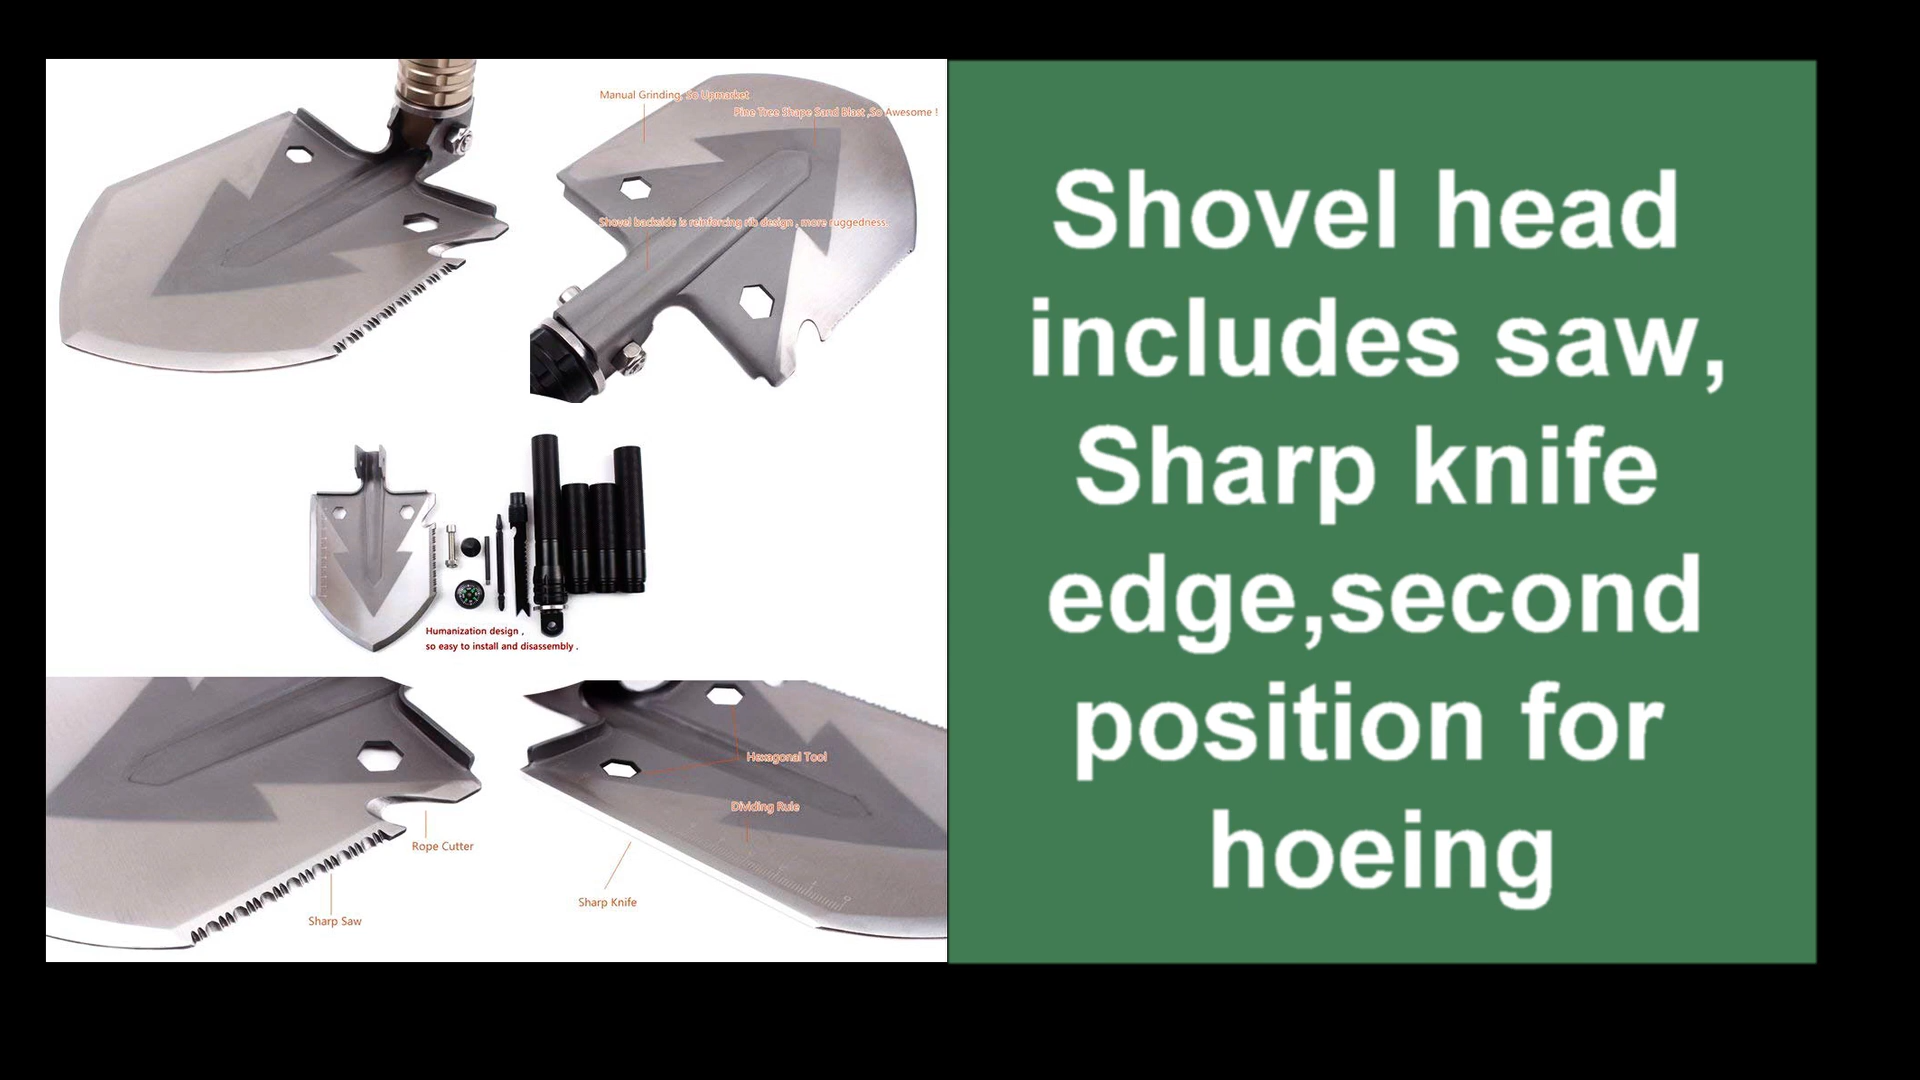 Manual Grinding, So Upmarket
Pine Tree Shape Sand Blast ,So Awesome !
Shovel backside is reinforcing rib design , more ruggedness.
Humanization design ,
so easy to install and disassembly .
Hexagonal Tool
Dividing Rule
Rope Cutter
Sharp Knife
Sharp Saw
Shovel head
includes saw,
Sharp knife
edge,second
position for
hoeing